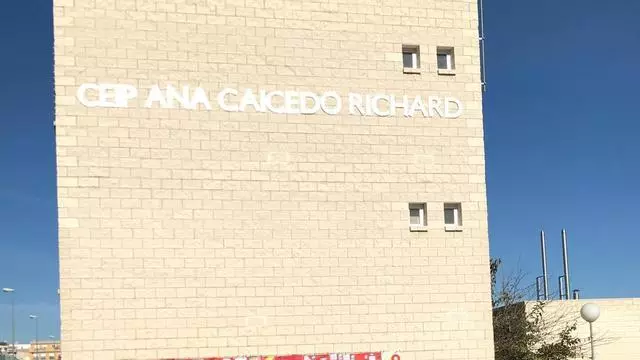 CEIP ANA CAICEDO RICHARD